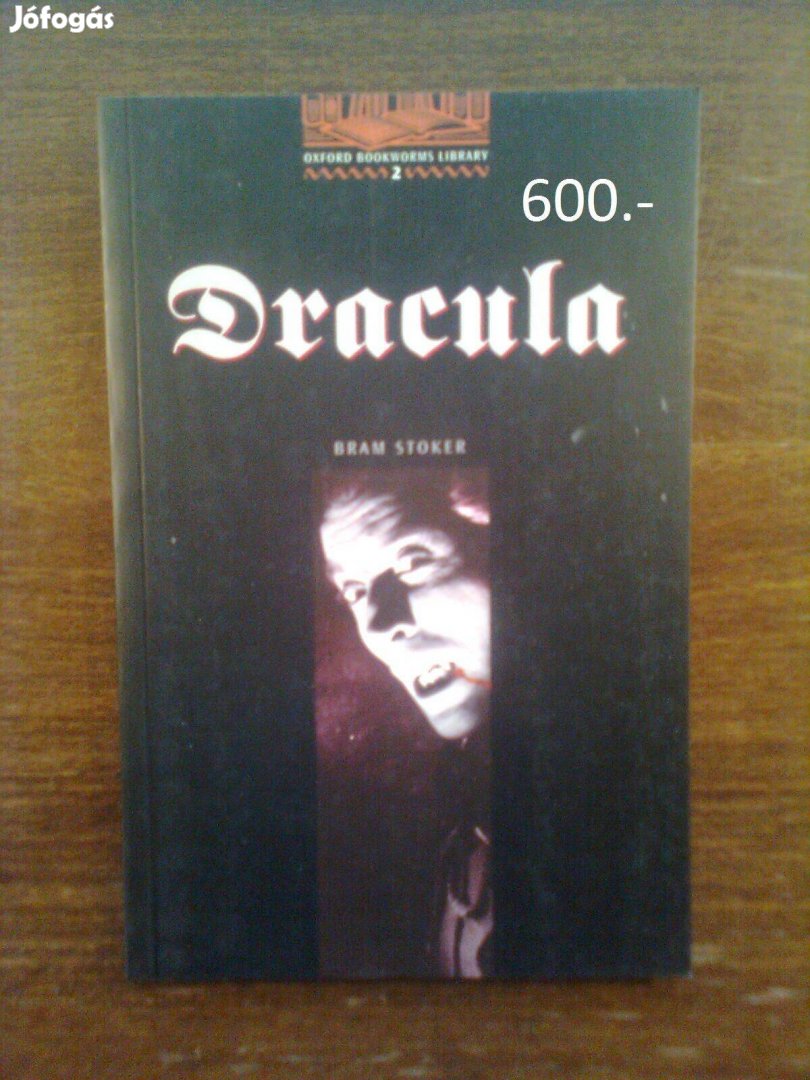 Jófogás
OXFORD BOOKWORMS LIBRARY
2
600.-
Dracula
BRAM STOKER